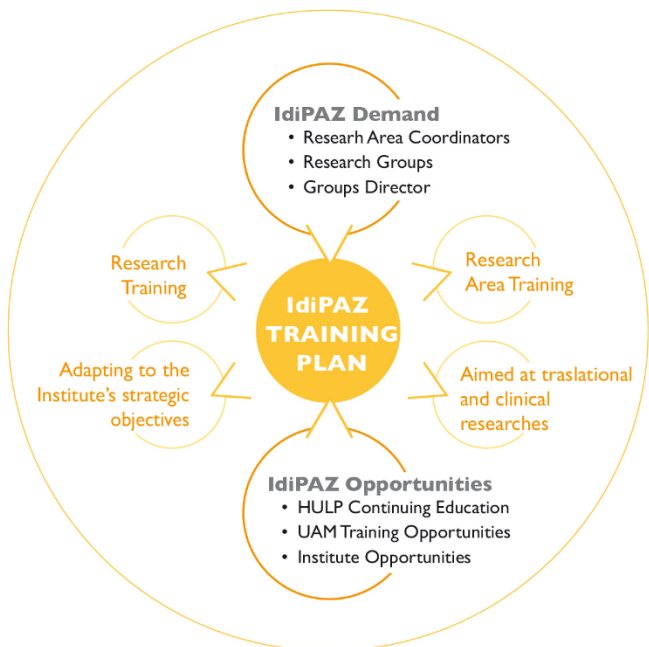 IdiPAZ Demand
• Researh Area Coordinators
• Research Groups
• Groups Director
Research
Training
Research
Area Training
IdiPAZ
TRAINING
PLAN
Adapting to the
Institute's strategic
objectives
Aimed at traslational
and clinical
researches
IdiPAZ Opportunities
• HULP Continuing Education
• UAM Training Opportunities
• Institute Opportunities